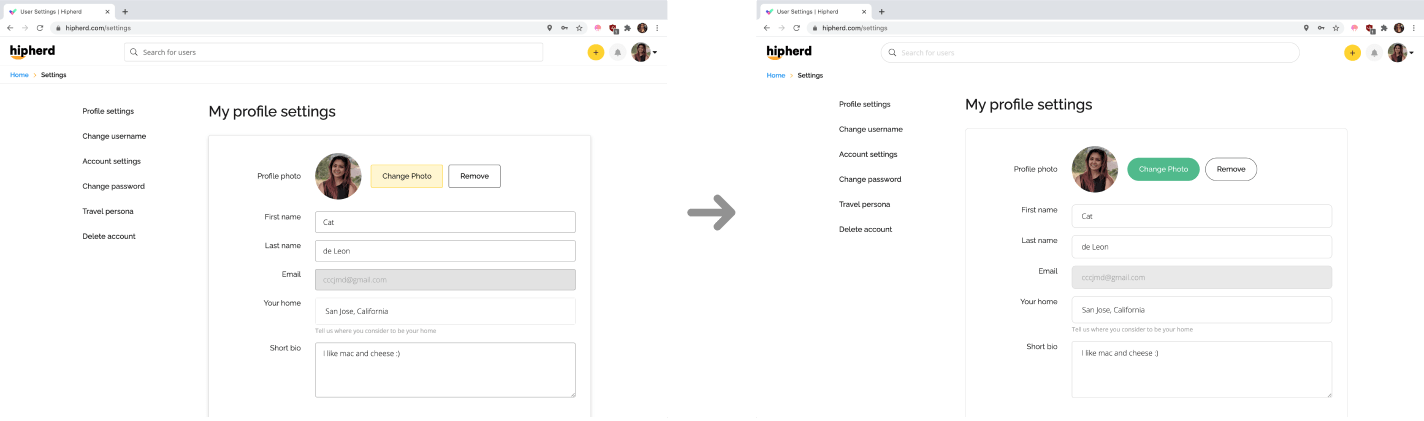 User Settings | Hipherd
hipherd.com/settings
hipherd
Search for users
Home > Settings
Profile settings
Change username
Account settings
Change password
Travel persona
Delete account
My profile settings
Profile photo
Change Photo
Remove
First name
Cat
Last name
de Leon
Email
cccjmd@gmail.com
Your home
San Jose, California
Tell us where you consider to be your home
Short bio
I like mac and cheese :)
User Settings | Hipherd
hipherd.com/settings
hipherd
Search for users
Home > Settings
Profile settings
Change username
Account settings
Change password
Travel persona
Delete account
My profile settings
Profile photo
Change Photo
Remove
First name
Cat
Last name
de Leon
Email
cccjmd@gmail.com
Your home
San Jose, California
Tell us where you consider to be your home
Short bio
I like mac and cheese :)